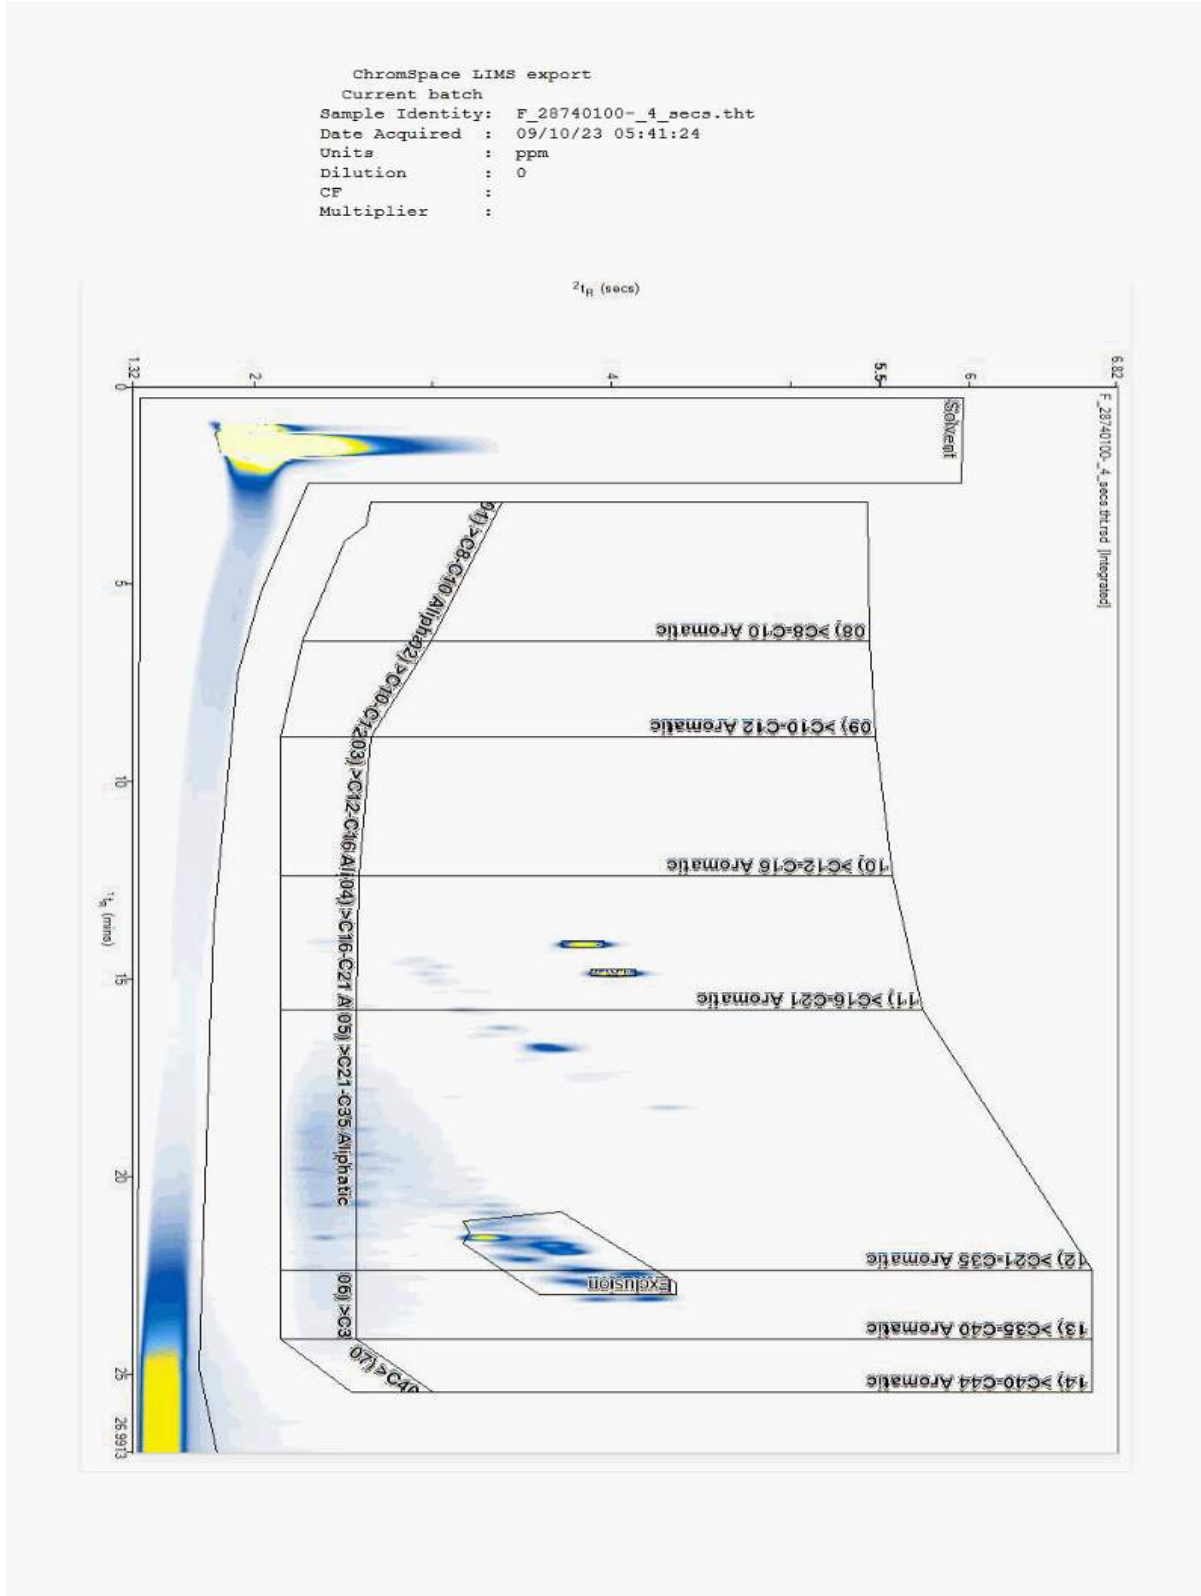 ChromSpace LIMS export
Current batch
Sample Identity: F_28740100-_4_secs.tht
Date Acquired : 09/10/23 05:41:24
Units : ppm
Dilution : 0
CF :
Multiplier :
²tR (secs)
1.32
2
4
5.5
6
6.82
0
5
10
15
20
25
26.9913
¹tR (mins)
F_28740100-_4_secs.tht.rsd [Integrated]
Solvent
01) >C8-C10 Alipha
02) >C10-C12
03) >C12-C16 Ali
04) >C16-C21 A
05) >C21-C35 Aliphatic
06) >C3
07) >C40
08) >C8-C10 Aromatic
09) >C10-C12 Aromatic
10) >C12-C16 Aromatic
11) >C16-C21 Aromatic
12) >C21-C35 Aromatic
13) >C35-C40 Aromatic
14) >C40-C44 Aromatic
Exclusion